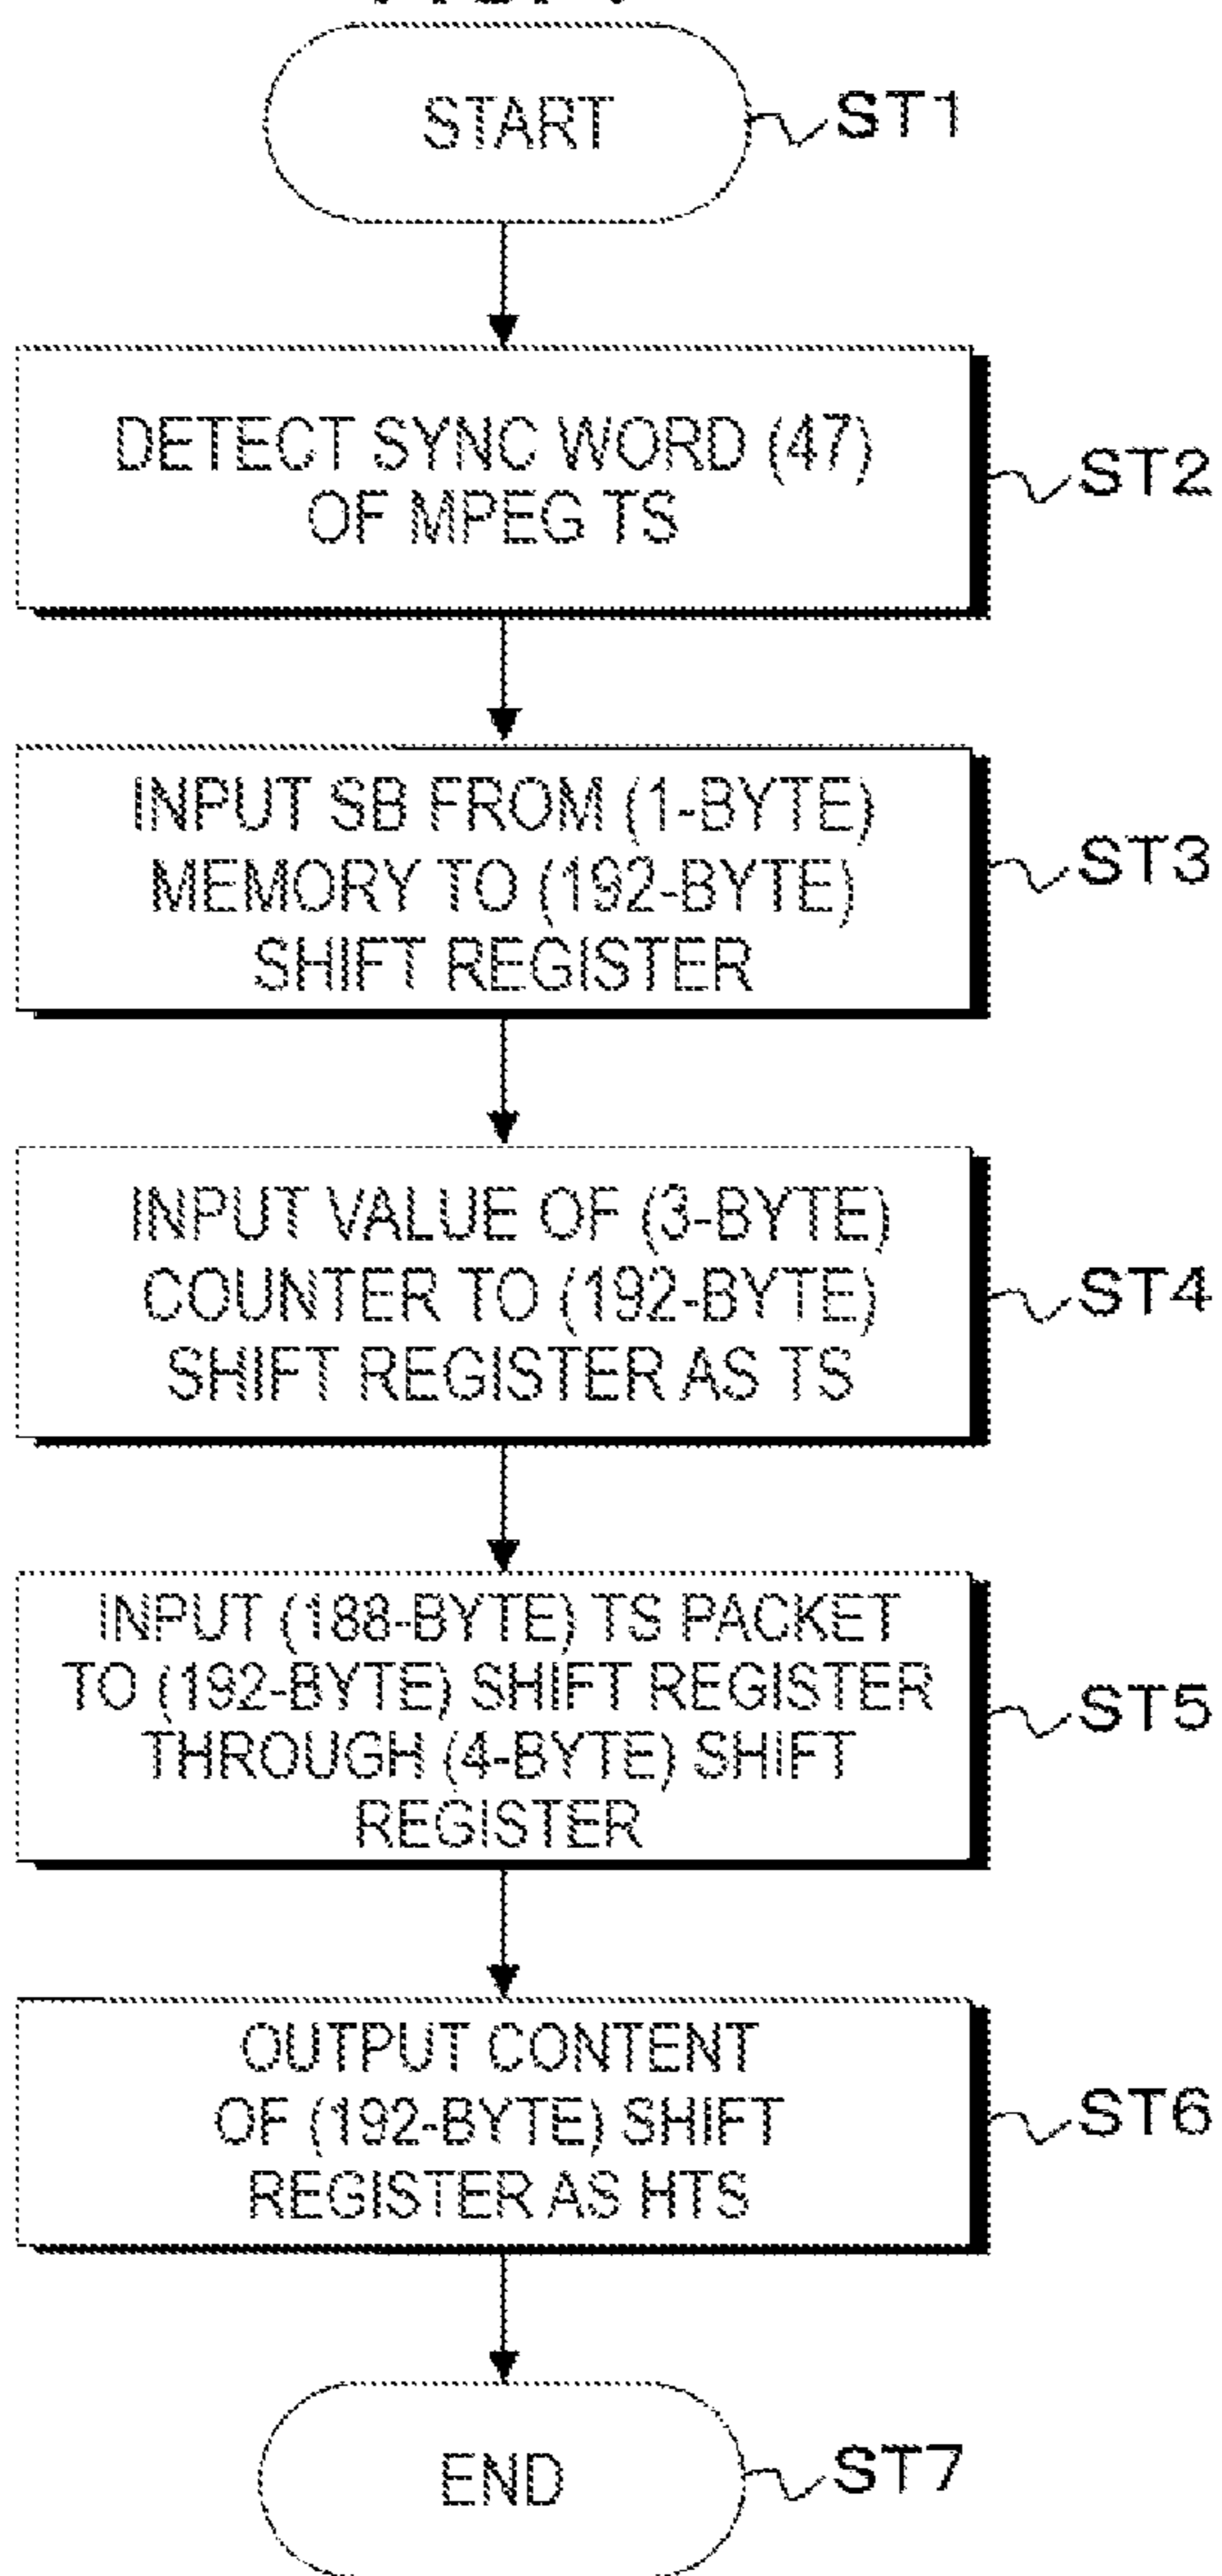 START
ST1
DETECT SYNC WORD (47)
OF MPEG TS
ST2
INPUT SB FROM (1-BYTE)
MEMORY TO (192-BYTE)
SHIFT REGISTER
ST3
INPUT VALUE OF (3-BYTE)
COUNTER TO (192-BYTE)
SHIFT REGISTER AS TS
ST4
INPUT (188-BYTE) TS PACKET
TO (192-BYTE) SHIFT REGISTER
THROUGH (4-BYTE) SHIFT
REGISTER
ST5
OUTPUT CONTENT
OF (192-BYTE) SHIFT
REGISTER AS HTS
ST6
END
ST7